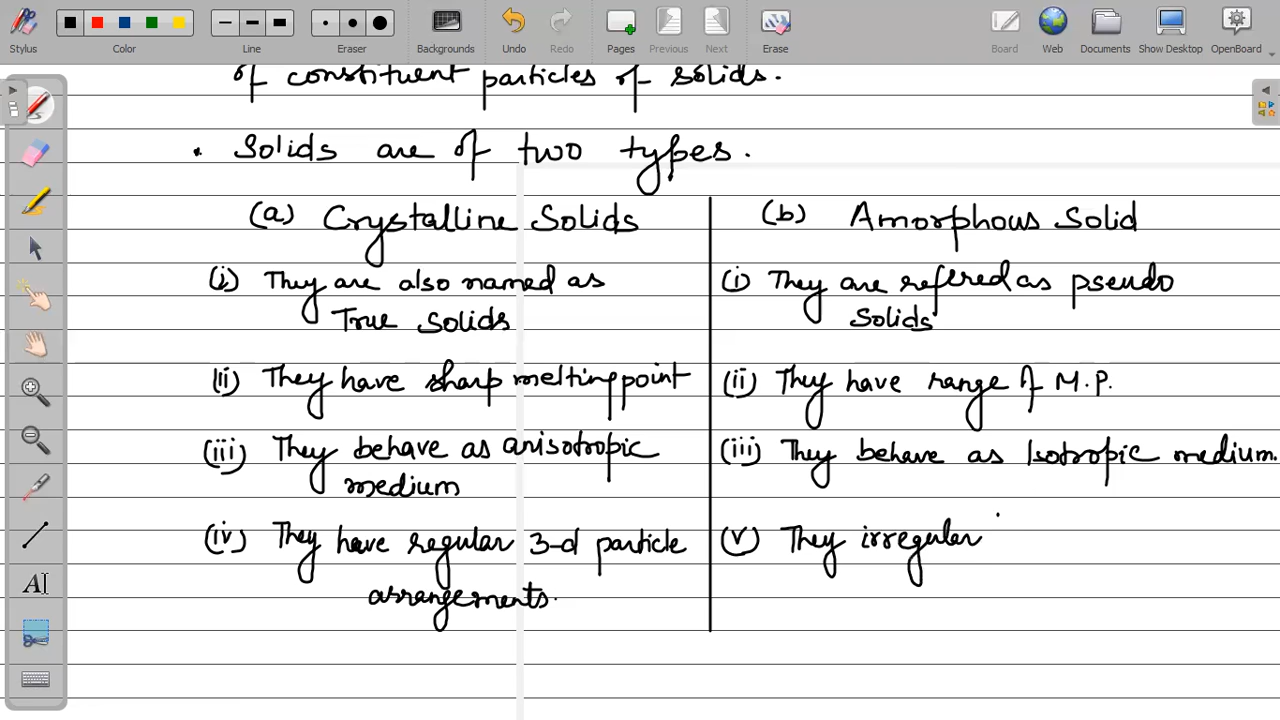 Stylus
Color
Line
Eraser
Backgrounds
Undo
Redo
Pages
Previous
Next
Erase
Board
Web
Documents
Show Desktop
OpenBoard
of constituent particles of solids.
. Solids are of two types.
(a) Crystalline Solids
(i) They are also named as
True Solids
(ii) They have sharp melting point
(iii) They behave as anisotropic
medium
(iv) They have regular 3-d particle
arrangements.
(b) Amorphous Solid
(i) They are refered as pseudo
Solids
(ii) They have range of M.P.
(iii) They behave as Isotropic medium.
(v) They irregular